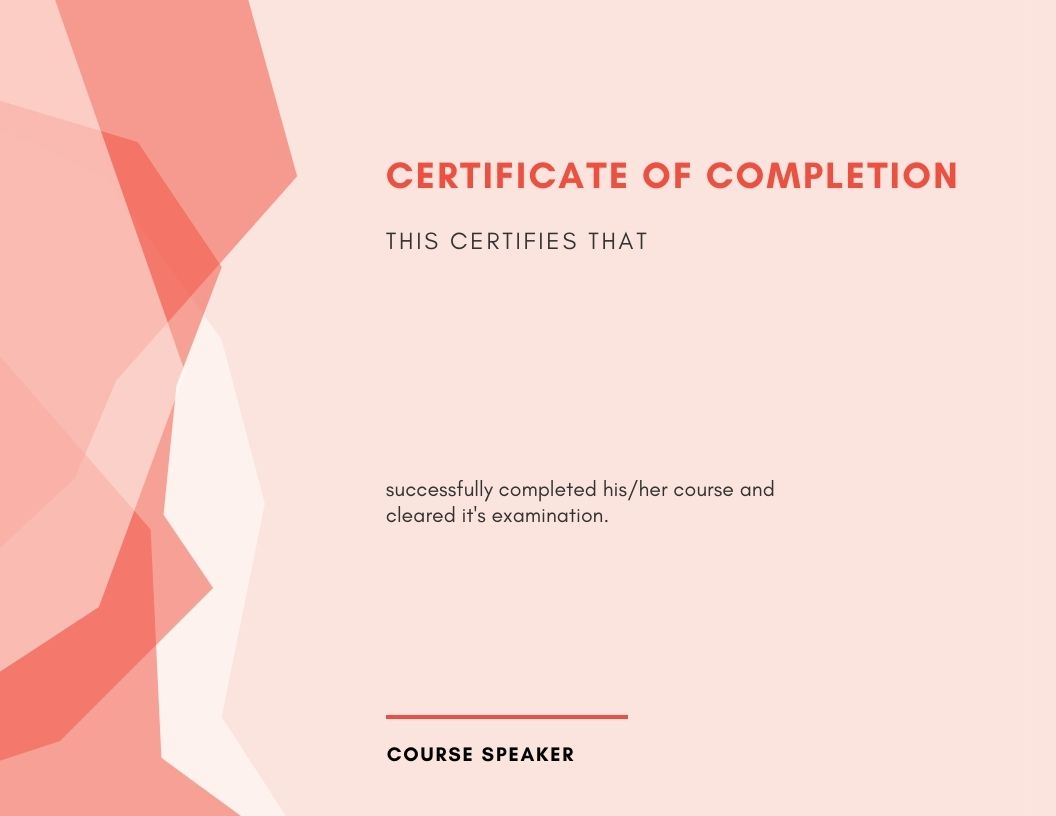 CERTIFICATE OF COMPLETION
THIS CERTIFIES THAT
successfully completed his/her course and
cleared it's examination.
COURSE SPEAKER